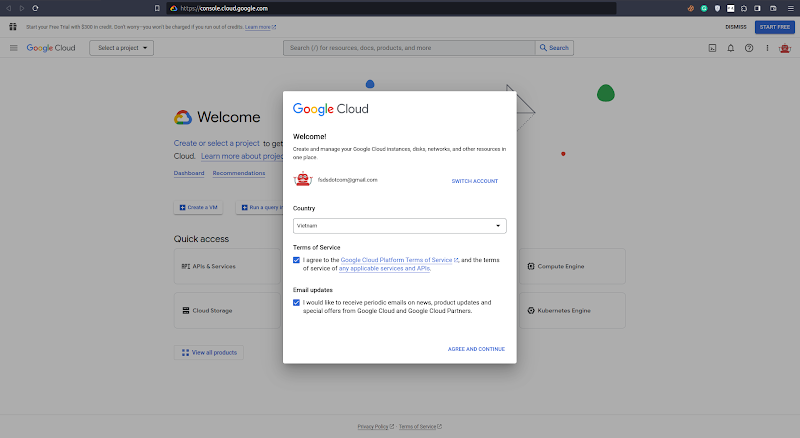 https://console.cloud.google.com
Start your Free Trial with $300 in credit. Don't worry—you won't be charged if you run out of credits. Learn more
DISMISS
START FREE
Google Cloud
Select a project
Search (/) for resources, docs, products, and more
Search
Welcome
Create or select a project to get
Cloud. Learn more about projec
Dashboard
Recommendations
Create a VM
Run a query in
Quick access
APIs & Services
Compute Engine
Cloud Storage
Kubernetes Engine
View all products
Google Cloud
Welcome!
Create and manage your Google Cloud instances, disks, networks, and other resources in
one place.
fsdsdotcom@gmail.com
SWITCH ACCOUNT
Country
Vietnam
Terms of Service
I agree to the Google Cloud Platform Terms of Service, and the terms
of service of any applicable services and APIs.
Email updates
I would like to receive periodic emails on news, product updates and
special offers from Google Cloud and Google Cloud Partners.
AGREE AND CONTINUE
Privacy Policy
Terms of Service